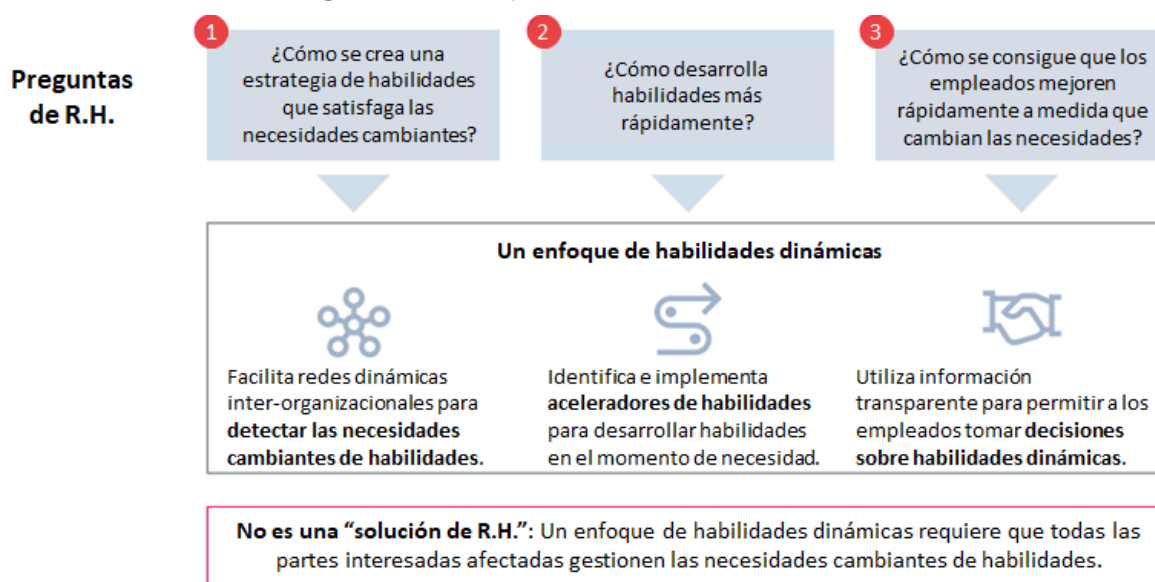 Preguntas
de R.H.
1
¿Cómo se crea una
estrategia de habilidades
que satisfaga las
necesidades cambiantes?
2
¿Cómo desarrolla
habilidades más
rápidamente?
3
¿Cómo se consigue que los
empleados mejoren
rápidamente a medida que
cambian las necesidades?
Un enfoque de habilidades dinámicas
Facilita redes dinámicas
inter-organizacionales para
detectar las necesidades
cambiantes de habilidades.
Identifica e implementa
aceleradores de habilidades
para desarrollar habilidades
en el momento de necesidad.
Utiliza información
transparente para permitir a los
empleados tomar decisiones
sobre habilidades dinámicas.
No es una “solución de R.H.”: Un enfoque de habilidades dinámicas requiere que todas las
partes interesadas afectadas gestionen las necesidades cambiantes de habilidades.